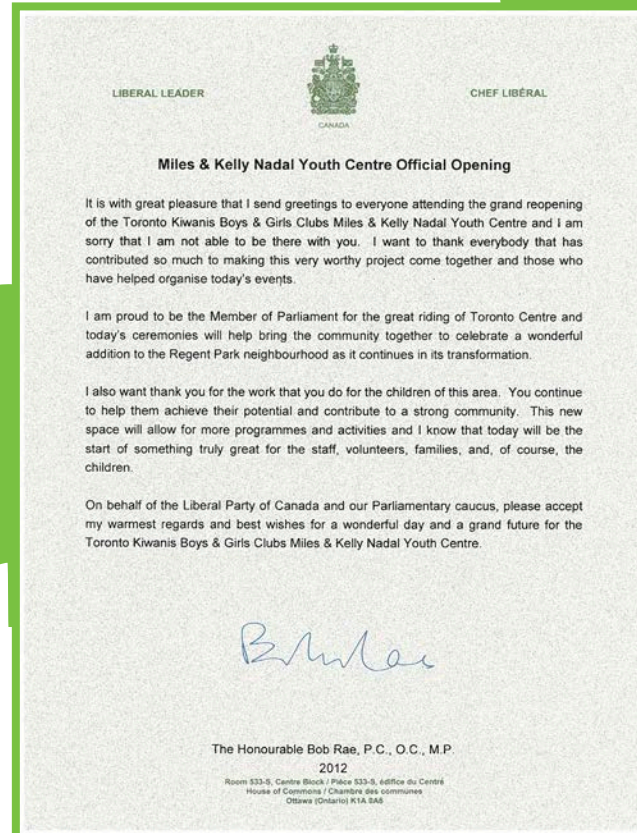 LIBERAL LEADER
CHEF LIBÉRAL
CANADA
Miles & Kelly Nadal Youth Centre Official Opening
It is with great pleasure that I send greetings to everyone attending the grand reopening
of the Toronto Kiwanis Boys & Girls Clubs Miles & Kelly Nadal Youth Centre and I am
sorry that I am not able to be there with you. I want to thank everybody that has
contributed so much to making this very worthy project come together and those who
have helped organise today's events.
I am proud to be the Member of Parliament for the great riding of Toronto Centre and
today's ceremonies will help bring the community together to celebrate a wonderful
addition to the Regent Park neighbourhood as it continues in its transformation.
I also want thank you for the work that you do for the children of this area. You continue
to help them achieve their potential and contribute to a strong community. This new
space will allow for more programmes and activities and I know that today will be the
start of something truly great for the staff, volunteers, families, and, of course, the
children.
On behalf of the Liberal Party of Canada and our Parliamentary caucus, please accept
my warmest regards and best wishes for a wonderful day and a grand future for the
Toronto Kiwanis Boys & Girls Clubs Miles & Kelly Nadal Youth Centre.
Bob Rae
The Honourable Bob Rae, P.C., O.C., M.P.
2012
Room 533-S, Centre Block / Pièce 533-S, édifice du Centre
House of Commons / Chambre des communes
Ottawa (Ontario) K1A 0A6